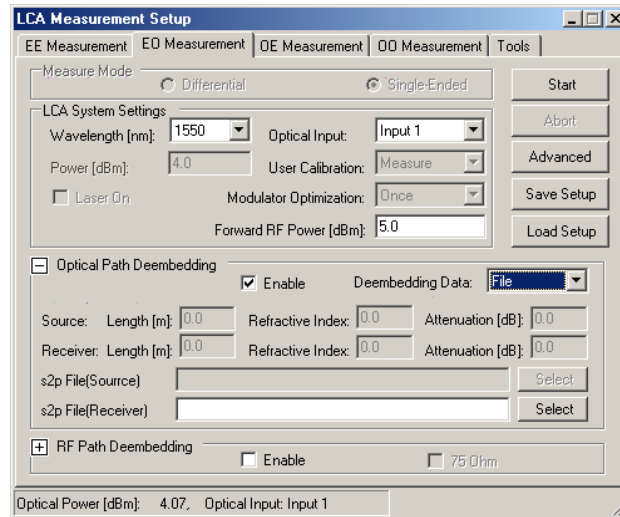 LCA Measurement Setup
EE Measurement EO Measurement OE Measurement OO Measurement Tools
Measure Mode
Differential Single-Ended Start
LCA System Settings
Wavelength [nm]: 1550 Optical Input: Input 1 Abort
Power [dBm]: 4.0 User Calibration: Measure Advanced
Laser On Modulator Optimization: Once Save Setup
Forward RF Power [dBm]: 5.0 Load Setup
Optical Path Deembedding
Enable Deembedding Data: File
Source: Length [m]: 0.0 Refractive Index: 0.0 Attenuation [dB]: 0.0
Receiver: Length [m]: 0.0 Refractive Index: 0.0 Attenuation [dB]: 0.0
s2p File(Sourrce) Select
s2p File(Receiver) Select
RF Path Deembedding
Enable 75 Ohm
Optical Power [dBm]: 4.07, Optical Input: Input 1